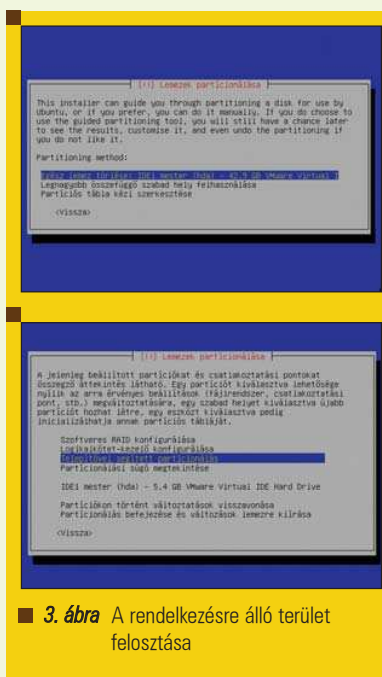 [!!] Lemezek particionálása
This installer can guide you through partitioning a disk for use by
Ubuntu, or if you prefer, you can do it manually. If you do choose to
use the guided partitioning tool, you will still have a chance later
to see the results, customise it, and even undo the partitioning if
you do not like it.
Partitioning method:
Egész lemez törlése: IDE1 mester (hda) - 42.9 GB VMware Virtual I
Legnagyobb összefüggő szabad hely felhasználása
Partíciós tábla kézi szerkesztése
<Vissza>
[!!] Lemezek particionálása
A jelenleg beállított partíciókat és csatlakoztatási pontokat
összegző áttekintés látható. Egy partíciót kiválasztva lehetősége
nyílik az arra érvényes beállítások (fájlrendszer, csatlakoztatási
pont, stb.) megváltoztatására, egy szabad helyet kiválasztva újabb
partíciót hozhat létre, egy eszközt kiválasztva pedig
inicializálhatja annak partíciós tábláját.
Szoftveres RAID konfigurálása
Logikaikötet-kezelő konfigurálása
Telepítővel segített particionálás
Particionálási súgó megtekintése
IDE1 mester (hda) - 5.4 GB VMware Virtual IDE Hard Drive
Partíciókon történt változtatások visszavonása
Particionálás befejezése és változások lemezre kiírása
<Vissza>
3. ábra A rendelkezésre álló terület
felosztása